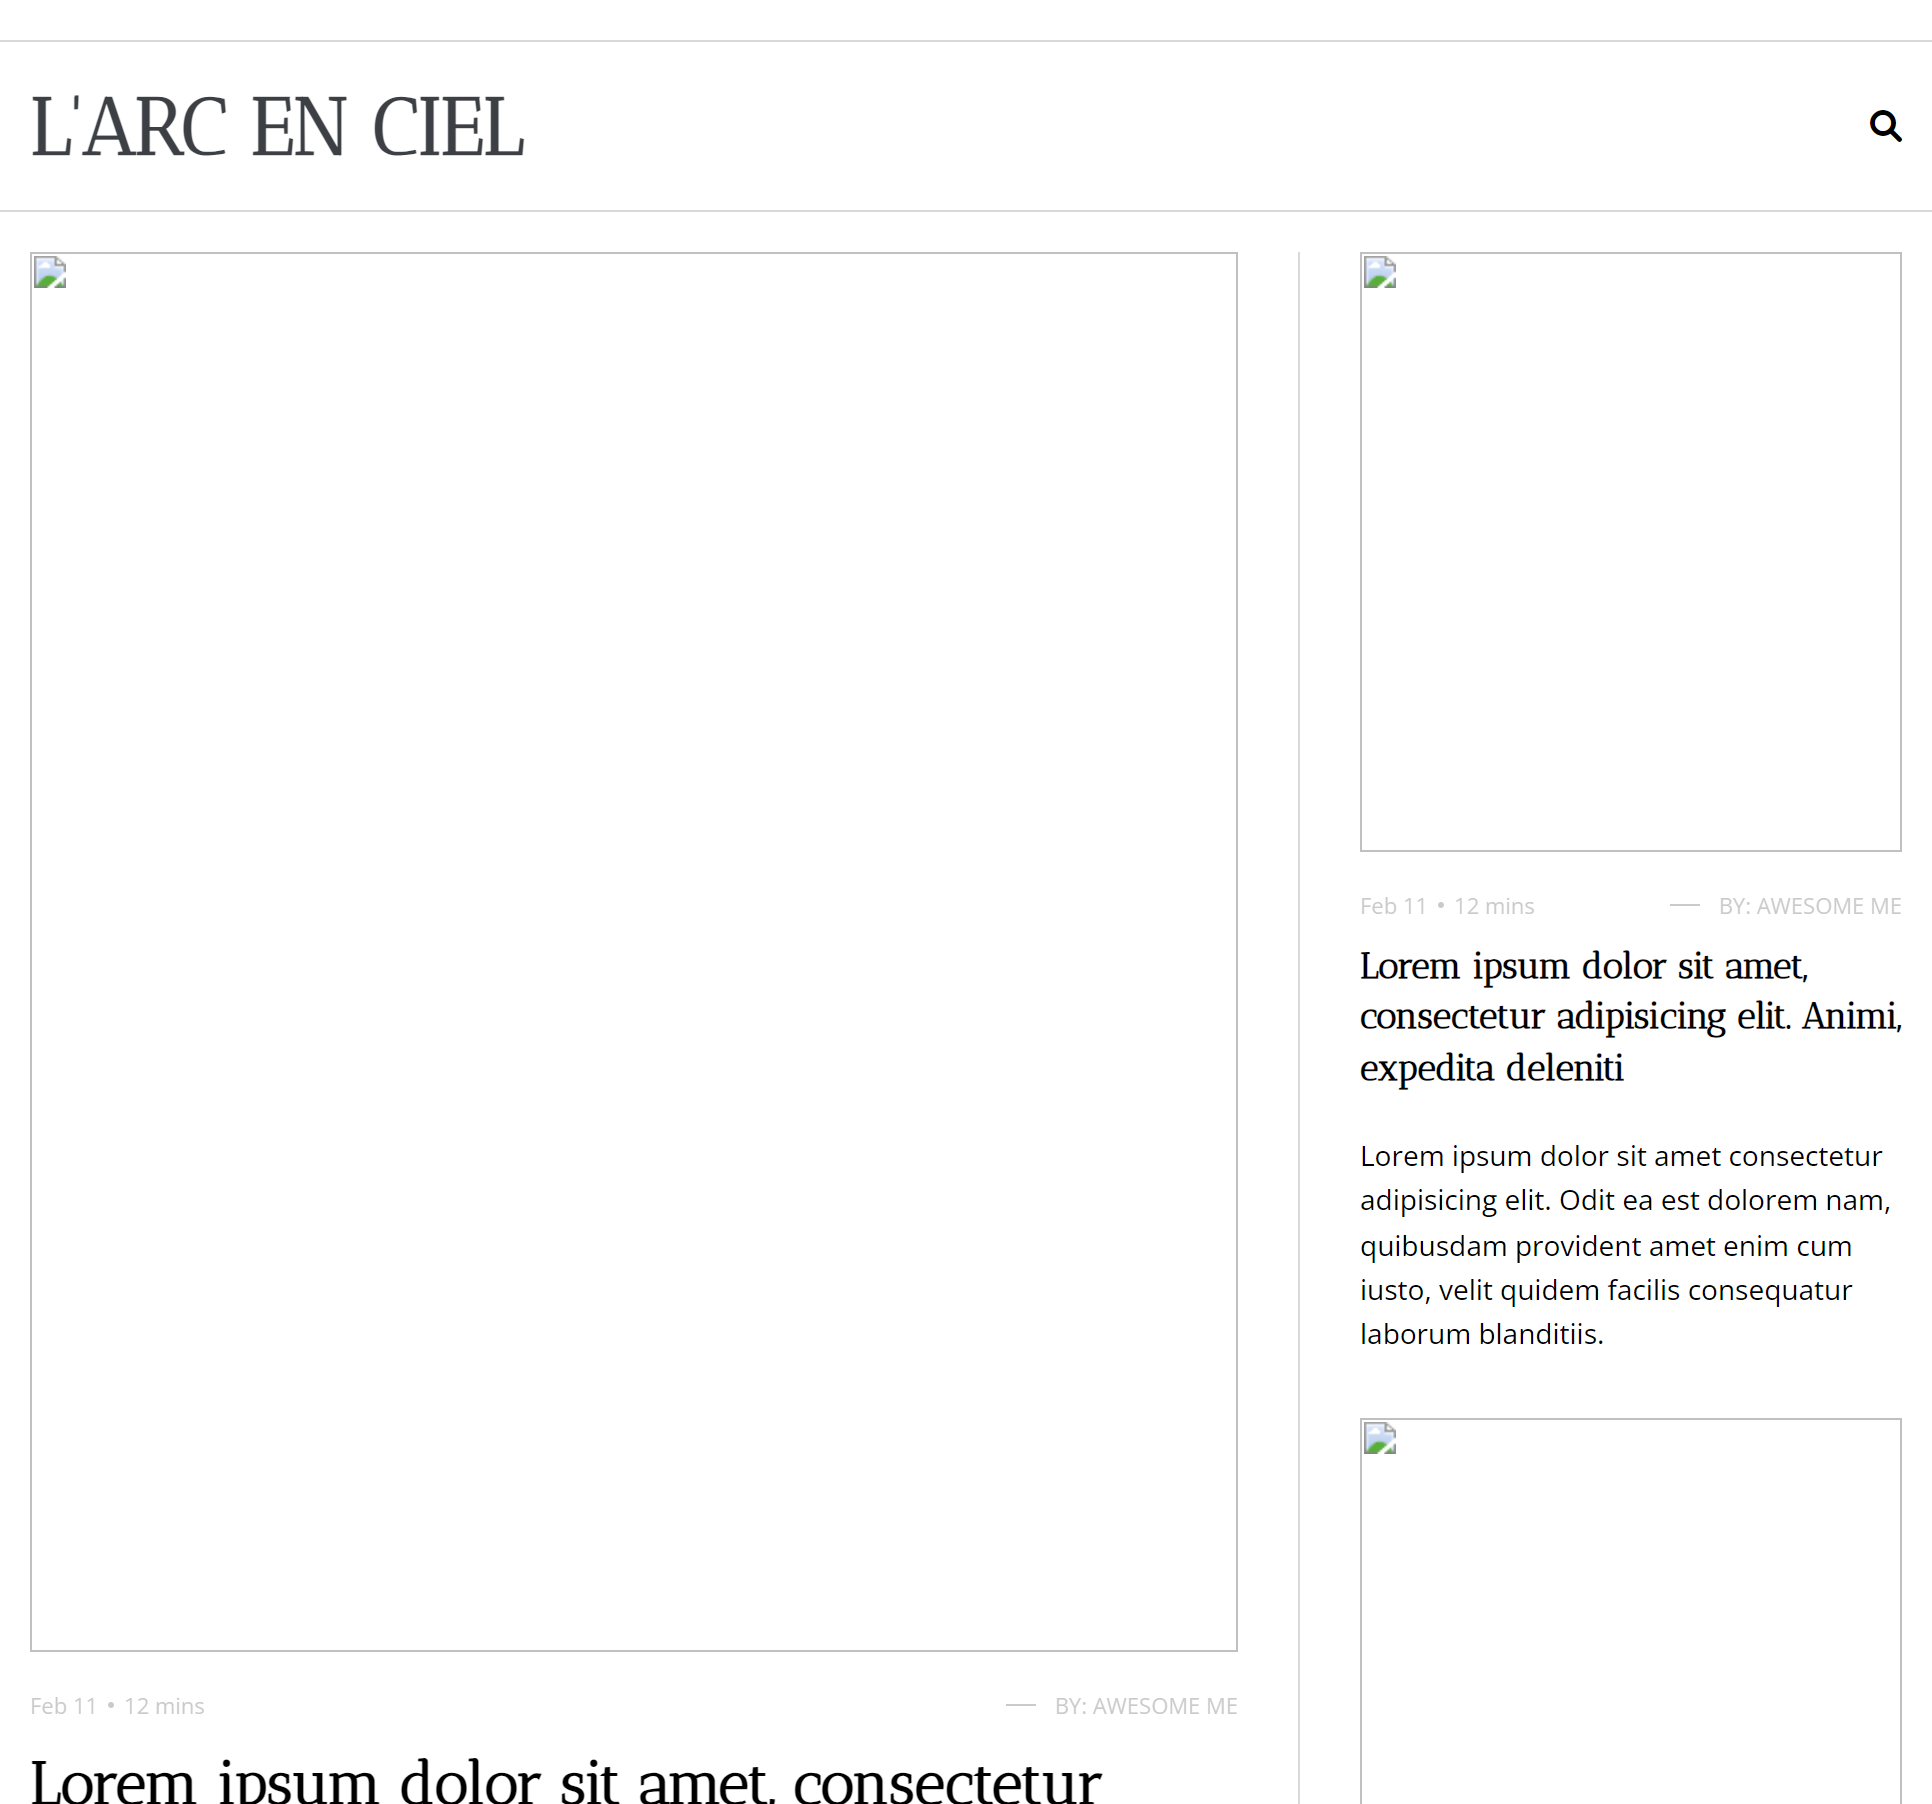 L'ARC EN CIEL
Feb 11 • 12 mins — BY: AWESOME ME
Lorem ipsum dolor sit amet, consectetur
Feb 11 • 12 mins — BY: AWESOME ME
Lorem ipsum dolor sit amet,
consectetur adipisicing elit. Animi,
expedita deleniti
Lorem ipsum dolor sit amet consectetur
adipisicing elit. Odit ea est dolorem nam,
quibusdam provident amet enim cum
iusto, velit quidem facilis consequatur
laborum blanditiis.